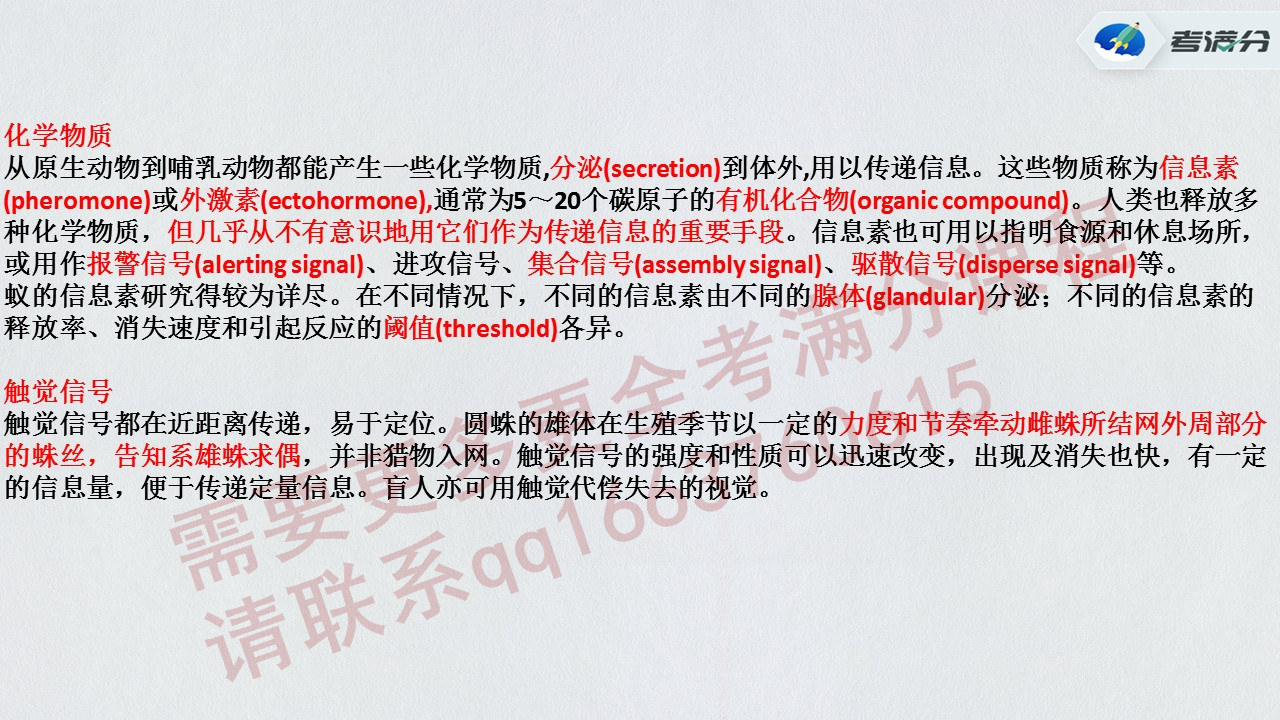 考满分
化学物质
从原生动物到哺乳动物都能产生一些化学物质,分泌(secretion)到体外,用以传递信息。这些物质称为信息素
(pheromone)或外激素(ectohormone),通常为5～20个碳原子的有机化合物(organic compound)。人类也释放多
种化学物质，但几乎从不有意识地用它们作为传递信息的重要手段。信息素也可用以指明食源和休息场所，
或用作报警信号(alerting signal)、进攻信号、集合信号(assembly signal)、驱散信号(disperse signal)等。
蚁的信息素研究得较为详尽。在不同情况下，不同的信息素由不同的腺体(glandular)分泌；不同的信息素的
释放率、消失速度和引起反应的阈值(threshold)各异。
触觉信号
触觉信号都在近距离传递，易于定位。圆蛛的雄体在生殖季节以一定的力度和节奏牵动雌蛛所结网外周部分
的蛛丝，告知系雄蛛求偶，并非猎物入网。触觉信号的强度和性质可以迅速改变，出现及消失也快，有一定
的信息量，便于传递定量信息。盲人亦可用触觉代偿失去的视觉。
需要更多更全考满分课程
请联系qq1663760615